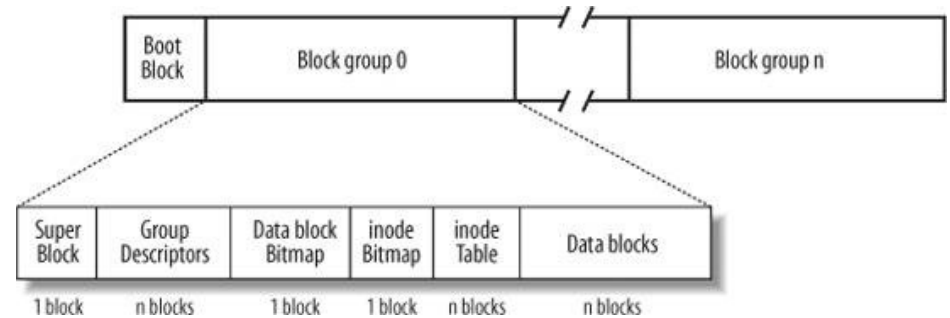 Boot
Block
Block group 0
Block group n
Super
Block
Group
Descriptors
Data block
Bitmap
inode
Bitmap
inode
Table
Data blocks
1 block
n blocks
1 block
1 block
n blocks
n blocks